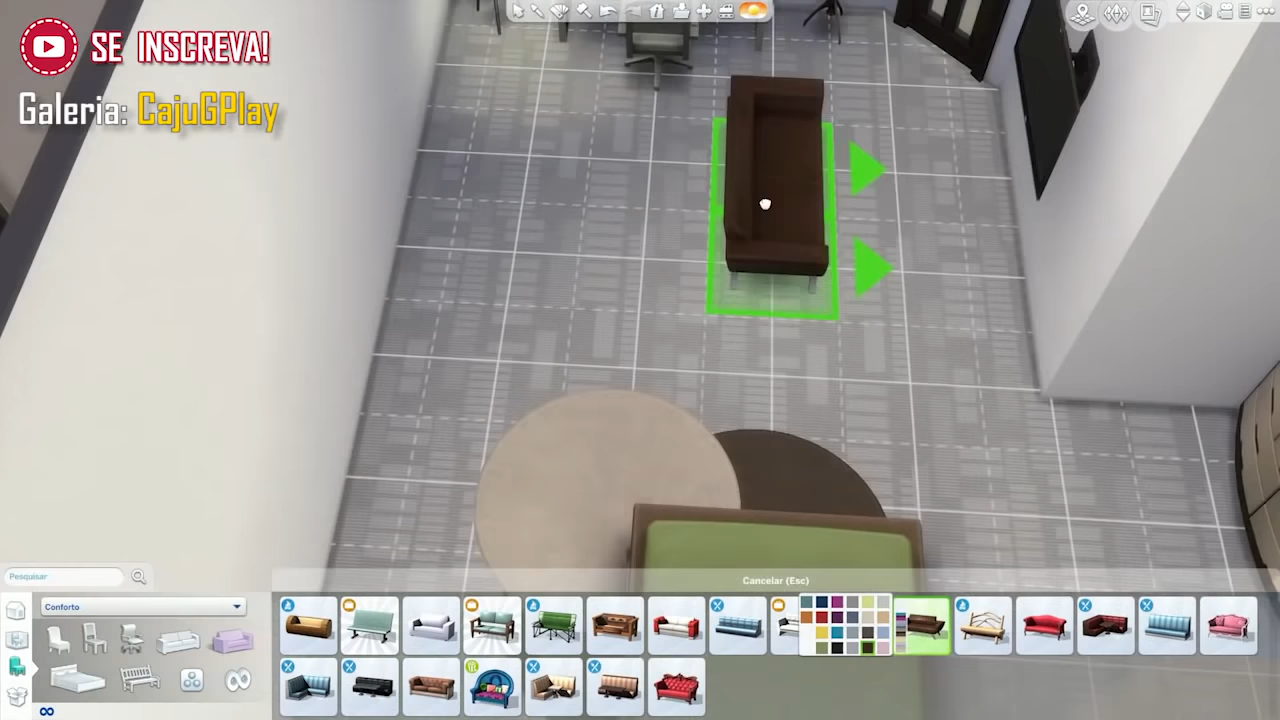 SE INSCREVA!
Galeria: CajuGPlay
Cancelar (Esc)
Pesquisar
Conforto